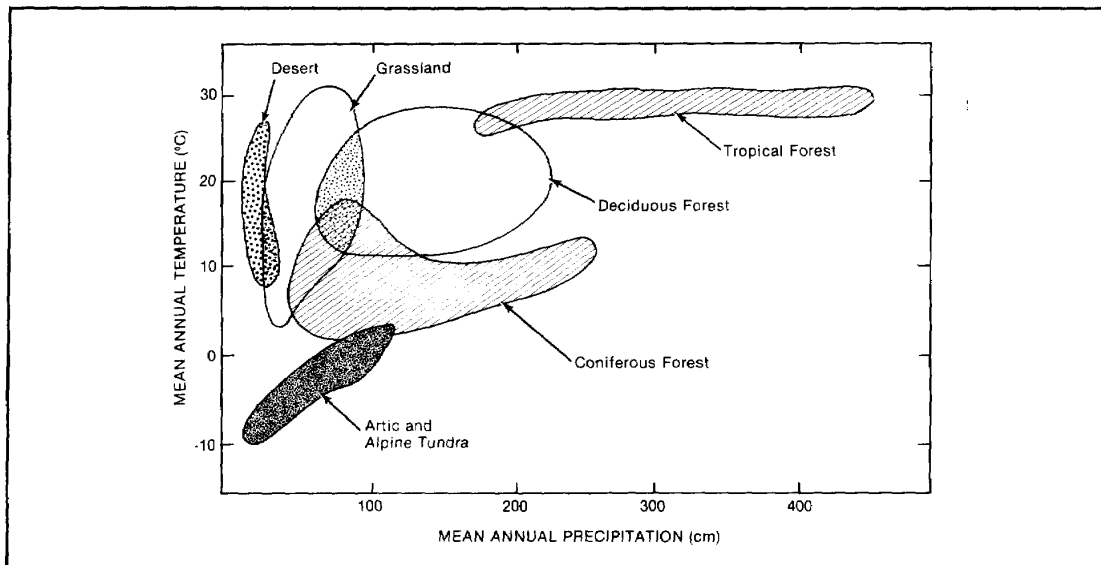 Desert
Grassland
30
Tropical Forest
20
Deciduous Forest
10
0
Coniferous Forest
Artic and
Alpine Tundra
-10
MEAN ANNUAL TEMPERATURE (ºC)
100
200
300
400
MEAN ANNUAL PRECIPITATION (cm)